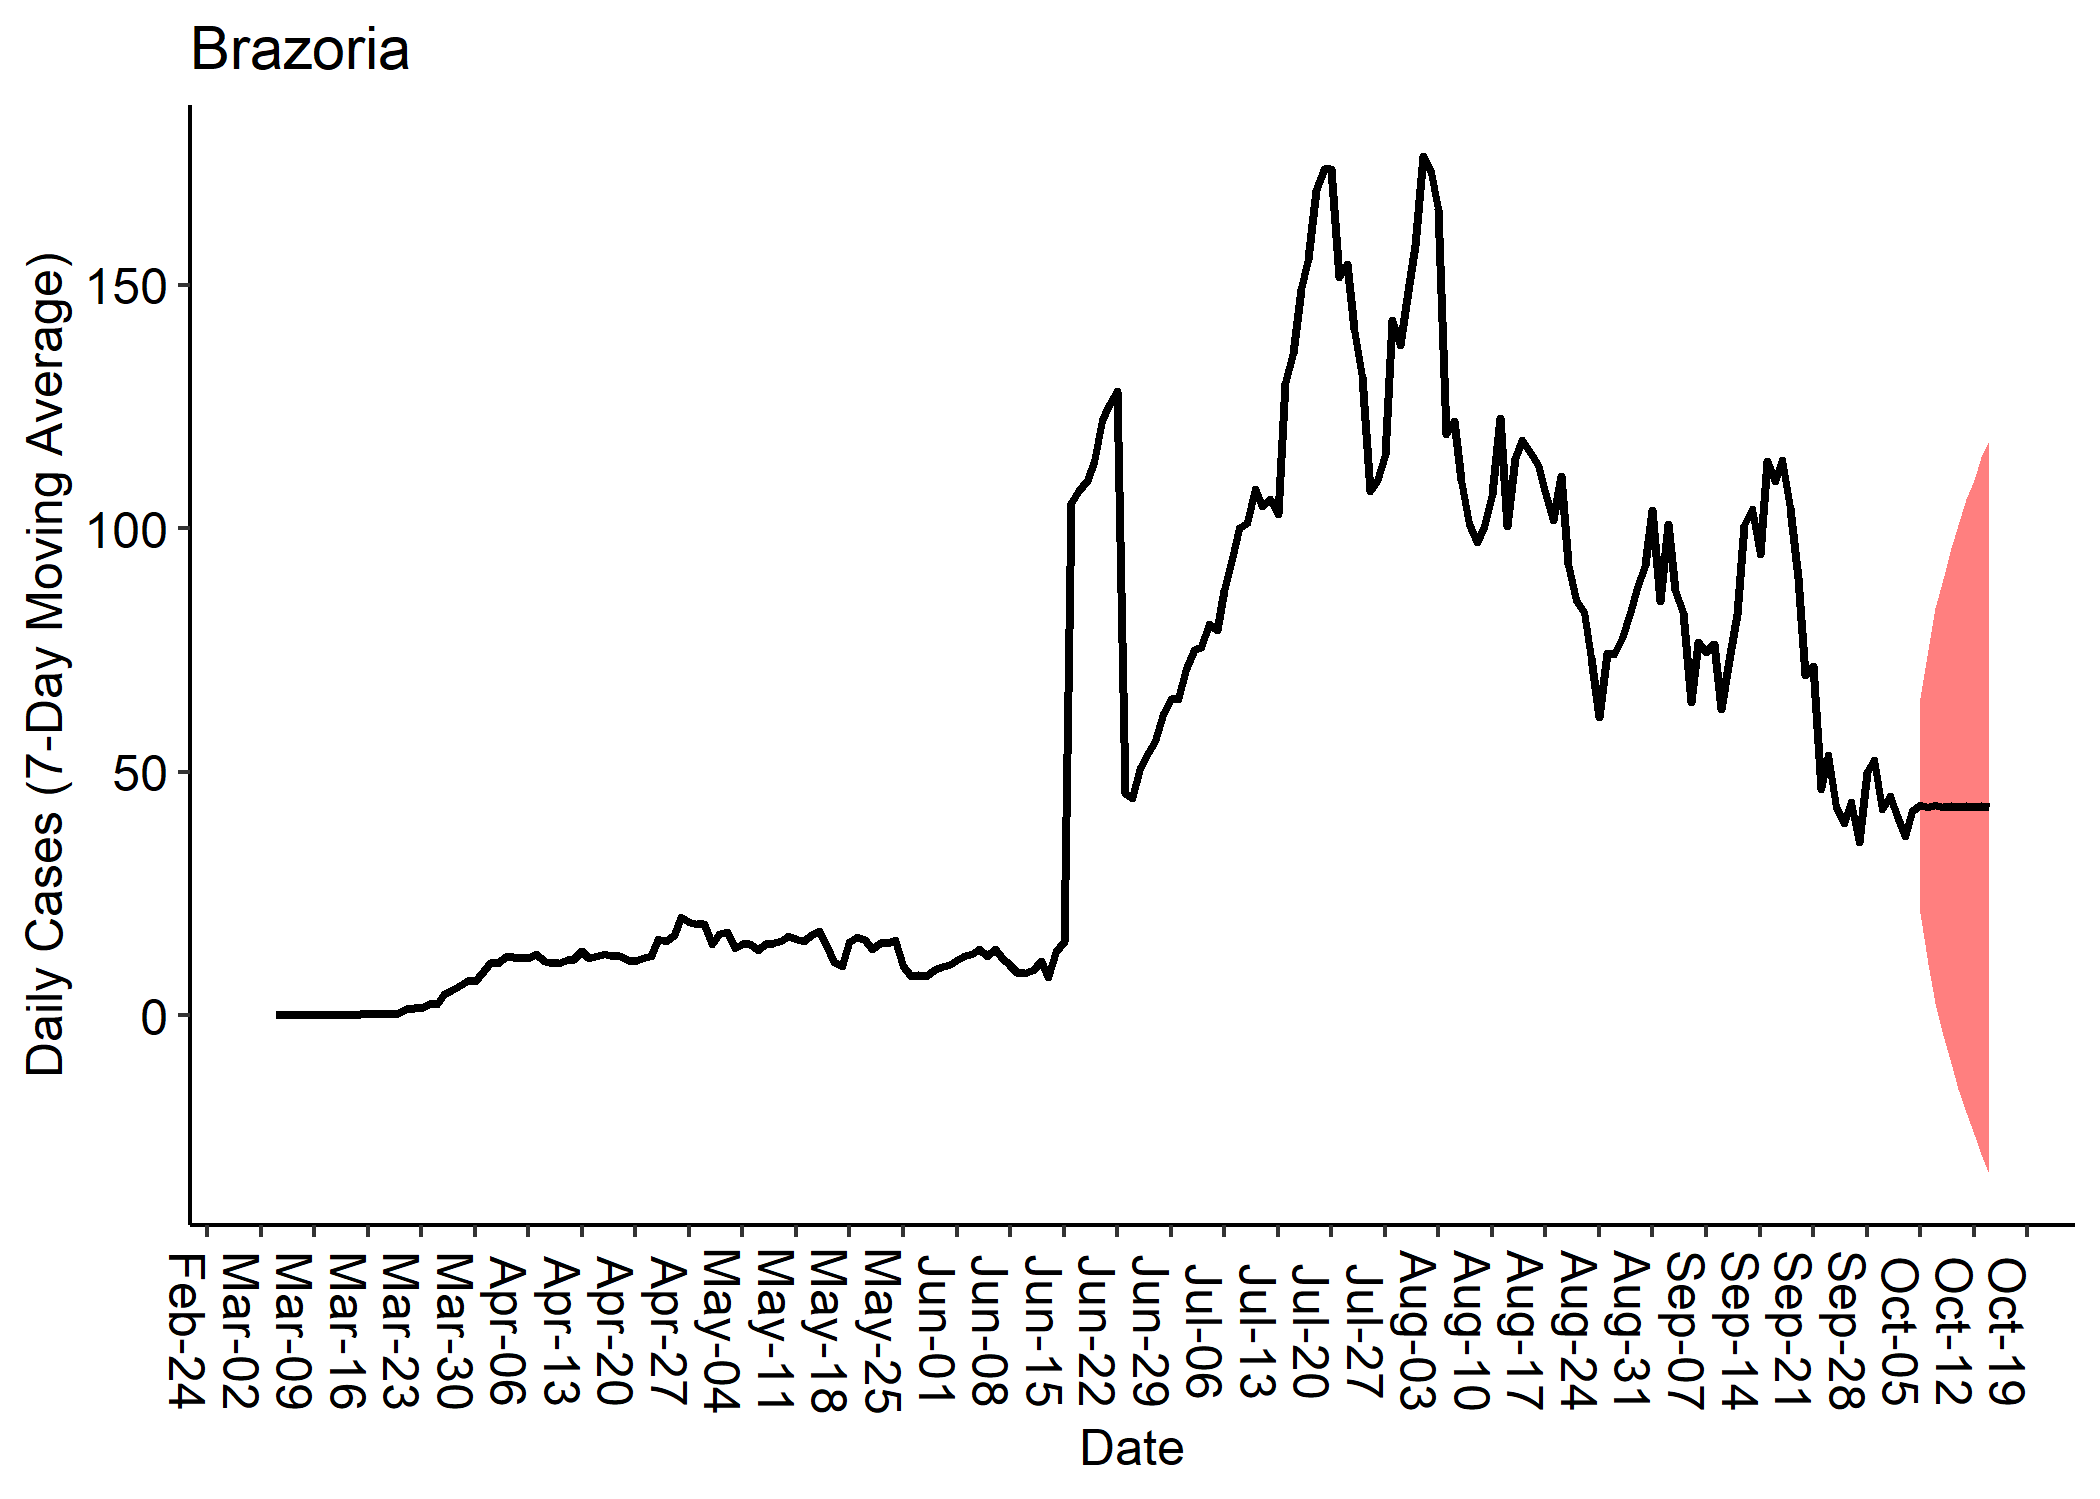 Brazoria
Daily Cases (7-Day Moving Average)
150
100
50
0
Feb-24
Mar-02
Mar-09
Mar-16
Mar-23
Mar-30
Apr-06
Apr-13
Apr-20
Apr-27
May-04
May-11
May-18
May-25
Jun-01
Jun-08
Jun-15
Jun-22
Jun-29
Jul-06
Jul-13
Jul-20
Jul-27
Aug-03
Aug-10
Aug-17
Aug-24
Aug-31
Sep-07
Sep-14
Sep-21
Sep-28
Oct-05
Oct-12
Oct-19
Date